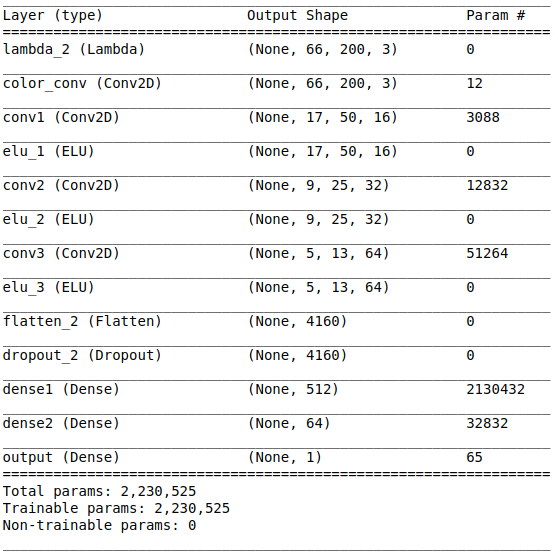 Layer (type) Output Shape Param #
lambda_2 (Lambda) (None, 66, 200, 3) 0
color_conv (Conv2D) (None, 66, 200, 3) 12
conv1 (Conv2D) (None, 17, 50, 16) 3088
elu_1 (ELU) (None, 17, 50, 16) 0
conv2 (Conv2D) (None, 9, 25, 32) 12832
elu_2 (ELU) (None, 9, 25, 32) 0
conv3 (Conv2D) (None, 5, 13, 64) 51264
elu_3 (ELU) (None, 5, 13, 64) 0
flatten_2 (Flatten) (None, 4160) 0
dropout_2 (Dropout) (None, 4160) 0
dense1 (Dense) (None, 512) 2130432
dense2 (Dense) (None, 64) 32832
output (Dense) (None, 1) 65
Total params: 2,230,525
Trainable params: 2,230,525
Non-trainable params: 0